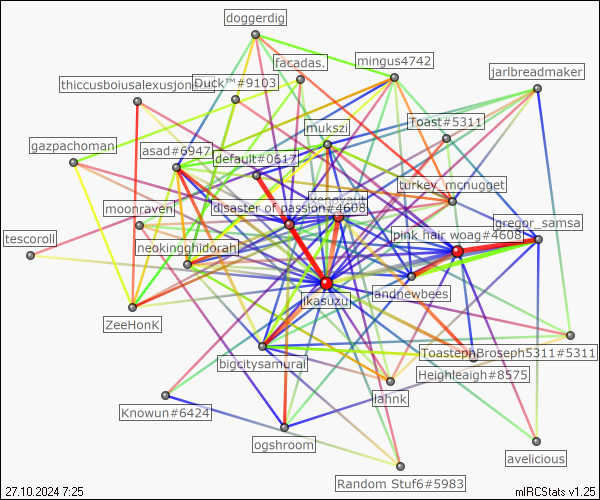 doggerdig
mingus4742
facadas.
jarlbreadmaker
thiccusboiusalexusjon
Duck™#9103
Toast#5311
mukszi
gazpachoman
asad#6947
default#0617
turkey_mcnugget
moonraven
disaster of passion#4608
gregor_samsa
pink hair woag#4608
tescoroll
neokingghidorah
ikasuzu
andnewbees
ZeeHonK
ToastephBroseph5311#5311
bigcitysamurai
Heighleaigh#8575
lahnk
Knowun#6424
ogshroom
avelicious
Random Stuf6#5983
27.10.2024 7:25
mIRCStats v1.25